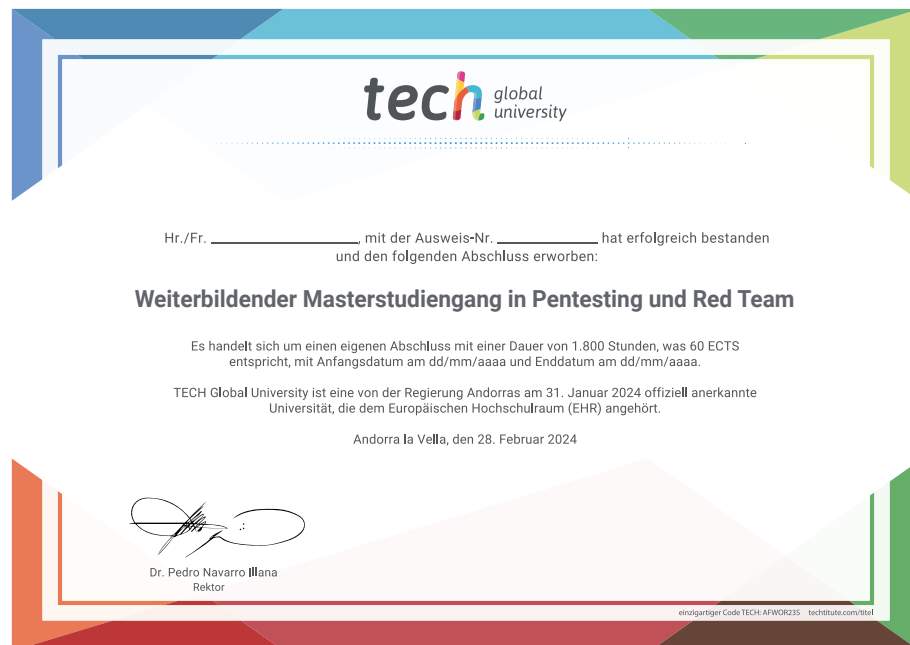 tech global university
Hr./Fr. ____________________, mit der Ausweis-Nr. ______________ hat erfolgreich bestanden
und den folgenden Abschluss erworben:
Weiterbildender Masterstudiengang in Pentesting und Red Team
Es handelt sich um einen eigenen Abschluss mit einer Dauer von 1.800 Stunden, was 60 ECTS
entspricht, mit Anfangsdatum am dd/mm/aaaa und Enddatum am dd/mm/aaaa.
TECH Global University ist eine von der Regierung Andorras am 31. Januar 2024 offiziell anerkannte
Universität, die dem Europäischen Hochschulraum (EHR) angehört.
Andorra la Vella, den 28. Februar 2024
Dr. Pedro Navarro Illana
Rektor
einzigartiger Code TECH: AFWOR23S techtitute.com/titel